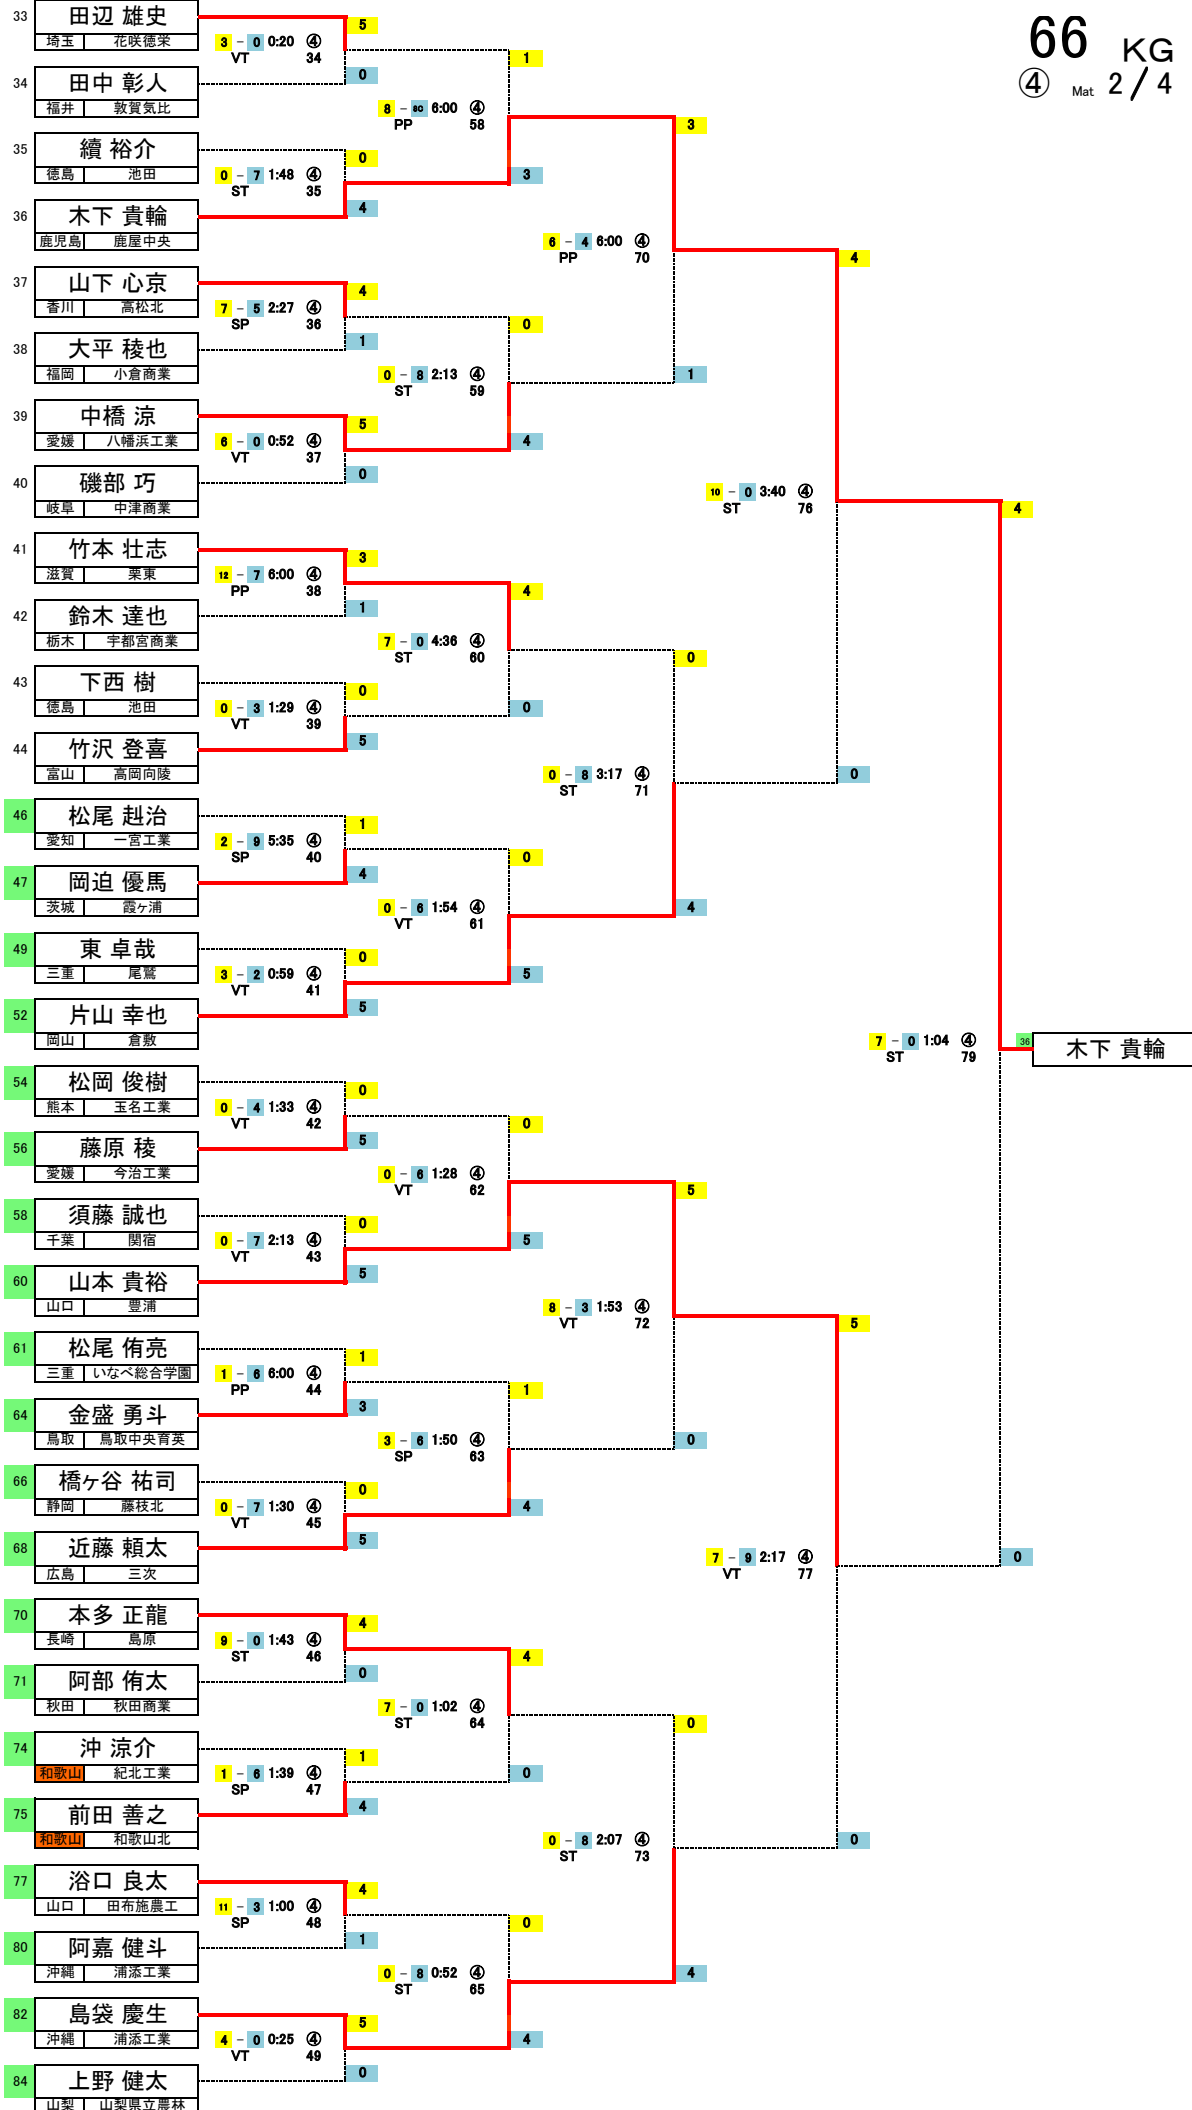 66 KG
④ Mat 2 / 4
33 田辺 雄史
埼玉 花咲徳栄
3 - 0 0:20 ④
VT 34
5
0
34 田中 彰人
福井 敦賀気比
1
8 - 80 6:00 ④
PP 58
3
35 續 裕介
徳島 池田
0 - 7 1:48 ④
ST 35
0
4
3
36 木下 貴輪
鹿児島 鹿屋中央
6 - 4 6:00 ④
PP 70
4
37 山下 心京
香川 高松北
7 - 5 2:27 ④
SP 36
4
1
38 大平 稜也
福岡 小倉商業
0
0 - 8 2:13 ④
ST 59
1
39 中橋 涼
愛媛 八幡浜工業
6 - 0 0:52 ④
VT 37
5
0
4
40 磯部 巧
岐阜 中津商業
10 - 0 3:40 ④
ST 76
4
41 竹本 壮志
滋賀 栗東
12 - 7 6:00 ④
PP 38
3
1
42 鈴木 達也
栃木 宇都宮商業
4
7 - 0 4:36 ④
ST 60
0
43 下西 樹
徳島 池田
0 - 3 1:29 ④
VT 39
0
5
0
44 竹沢 登喜
富山 高岡向陵
0 - 8 3:17 ④
ST 71
0
46 松尾 赳治
愛知 一宮工業
2 - 9 5:35 ④
SP 40
1
4
47 岡迫 優馬
茨城 霞ヶ浦
0
0 - 6 1:54 ④
VT 61
4
49 東 卓哉
三重 尾鷲
3 - 2 0:59 ④
VT 41
0
5
5
52 片山 幸也
岡山 倉敷
7 - 0 1:04 ④
ST 79
36 木下 貴輪
54 松岡 俊樹
熊本 玉名工業
0 - 4 1:33 ④
VT 42
0
5
56 藤原 稜
愛媛 今治工業
0
0 - 6 1:28 ④
VT 62
5
58 須藤 誠也
千葉 関宿
0 - 7 2:13 ④
VT 43
0
5
5
60 山本 貴裕
山口 豊浦
8 - 3 1:53 ④
VT 72
5
61 松尾 侑亮
三重 いなべ総合学園
1 - 6 6:00 ④
PP 44
1
3
64 金盛 勇斗
鳥取 鳥取中央育英
1
3 - 6 1:50 ④
SP 63
0
66 橋ヶ谷 祐司
静岡 藤枝北
0 - 7 1:30 ④
VT 45
0
5
4
68 近藤 頼太
広島 三次
7 - 9 2:17 ④
VT 77
0
70 本多 正龍
長崎 島原
9 - 0 1:43 ④
ST 46
4
0
71 阿部 侑太
秋田 秋田商業
4
7 - 0 1:02 ④
ST 64
0
74 沖 涼介
和歌山 紀北工業
1 - 6 1:39 ④
SP 47
1
4
0
75 前田 善之
和歌山 和歌山北
0 - 8 2:07 ④
ST 73
0
77 浴口 良太
山口 田布施農工
11 - 3 1:00 ④
SP 48
4
1
80 阿嘉 健斗
沖縄 浦添工業
0
0 - 8 0:52 ④
ST 65
4
82 島袋 慶生
沖縄 浦添工業
4 - 0 0:25 ④
VT 49
5
0
4
84 上野 健太
山梨 山梨県立農林